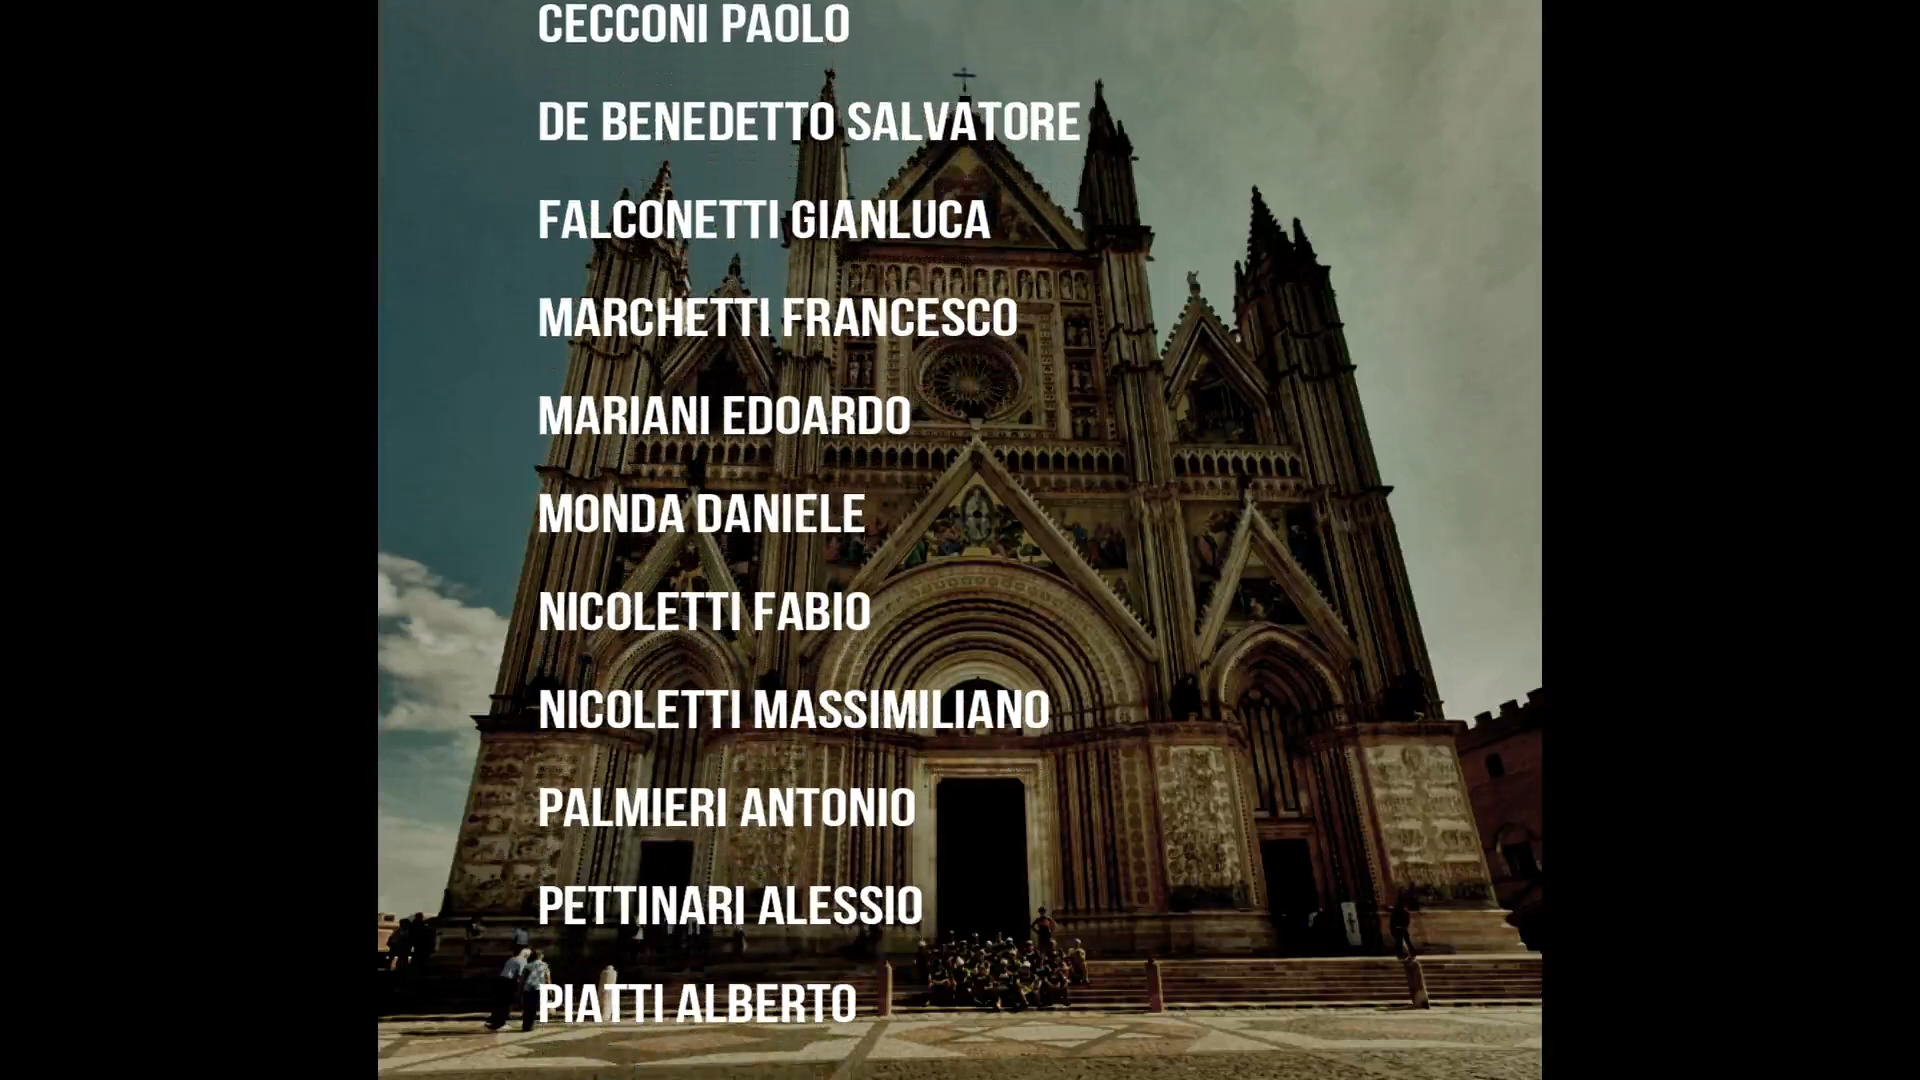 CECCONI PAOLO
DE BENEDETTO SALVATORE
FALCONETTI GIANLUCA
MARCHETTI FRANCESCO
MARIANI EDOARDO
MONDA DANIELE
NICOLETTI FABIO
NICOLETTI MASSIMILIANO
PALMIERI ANTONIO
PETTINARI ALESSIO
PIATTI ALBERTO